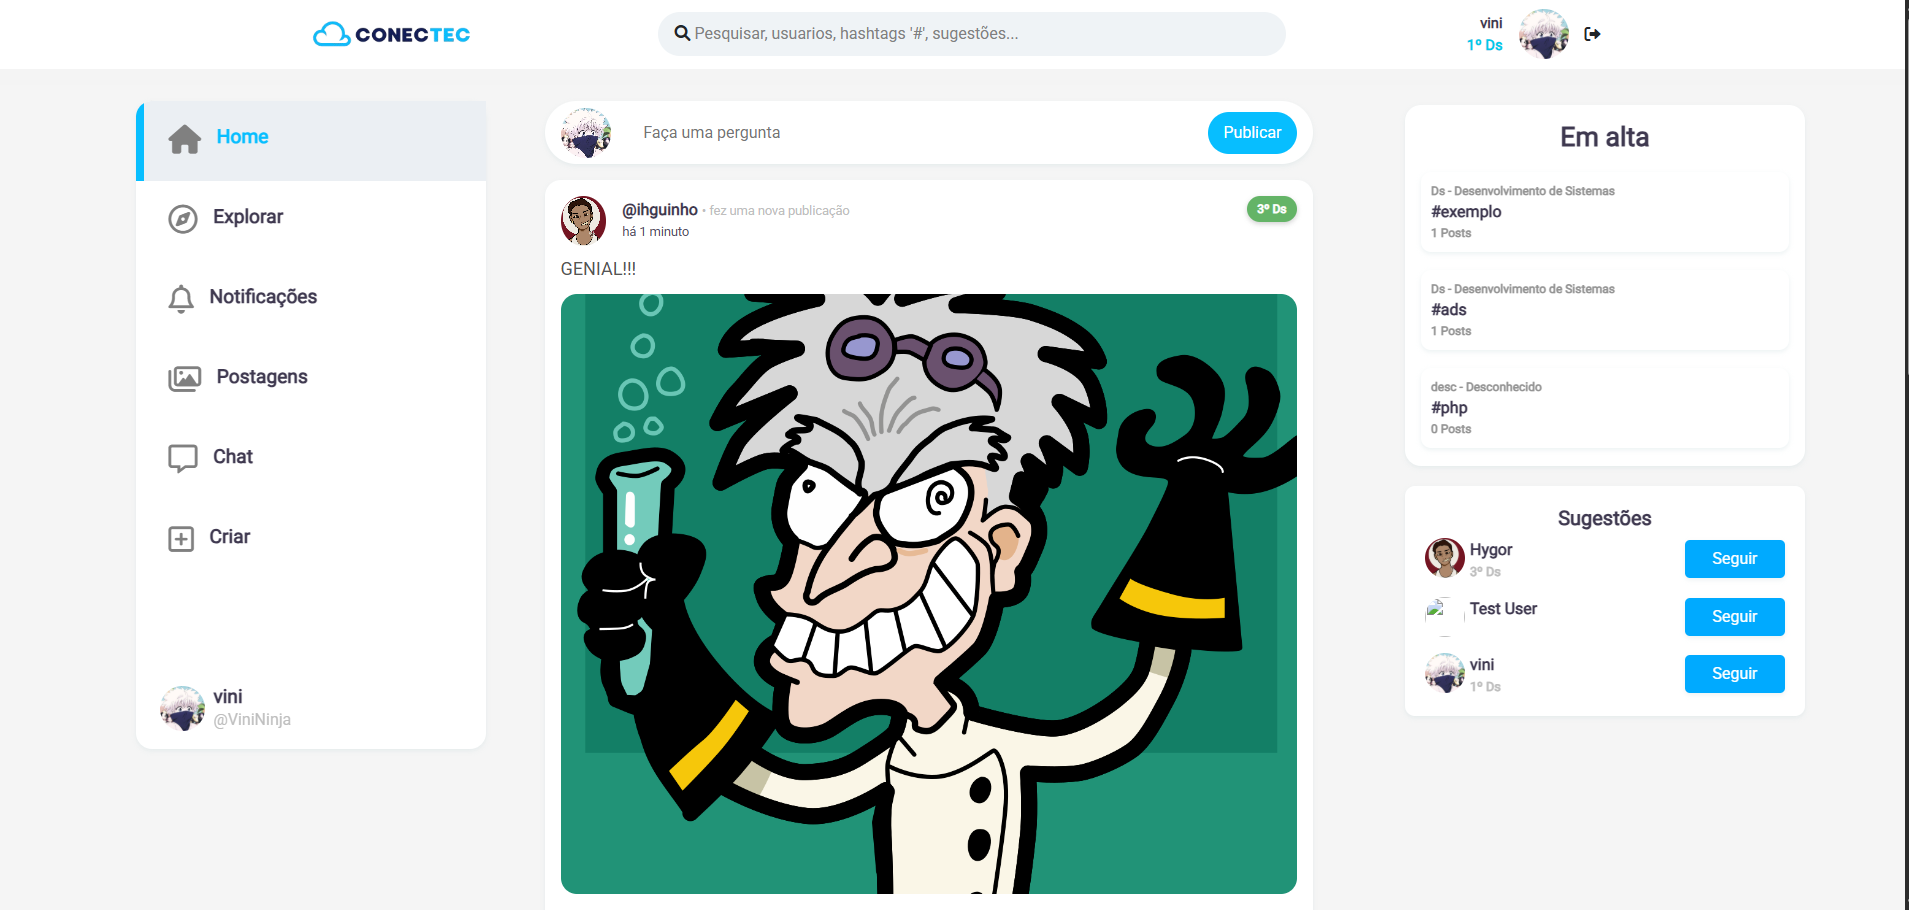 CONECTEC
Pesquisar, usuarios, hashtags '#', sugestões...
vini
1º Ds
Home
Explorar
Notificações
Postagens
Chat
Criar
vini
@ViniNinja
Faça uma pergunta
Publicar
@ihguinho • fez uma nova publicação
há 1 minuto
3º Ds
GENIAL!!!
Em alta
Ds - Desenvolvimento de Sistemas
#exemplo
1 Posts
Ds - Desenvolvimento de Sistemas
#ads
1 Posts
desc - Desconhecido
#php
0 Posts
Sugestões
Hygor
3º Ds
Seguir
Test User
Seguir
vini
1º Ds
Seguir